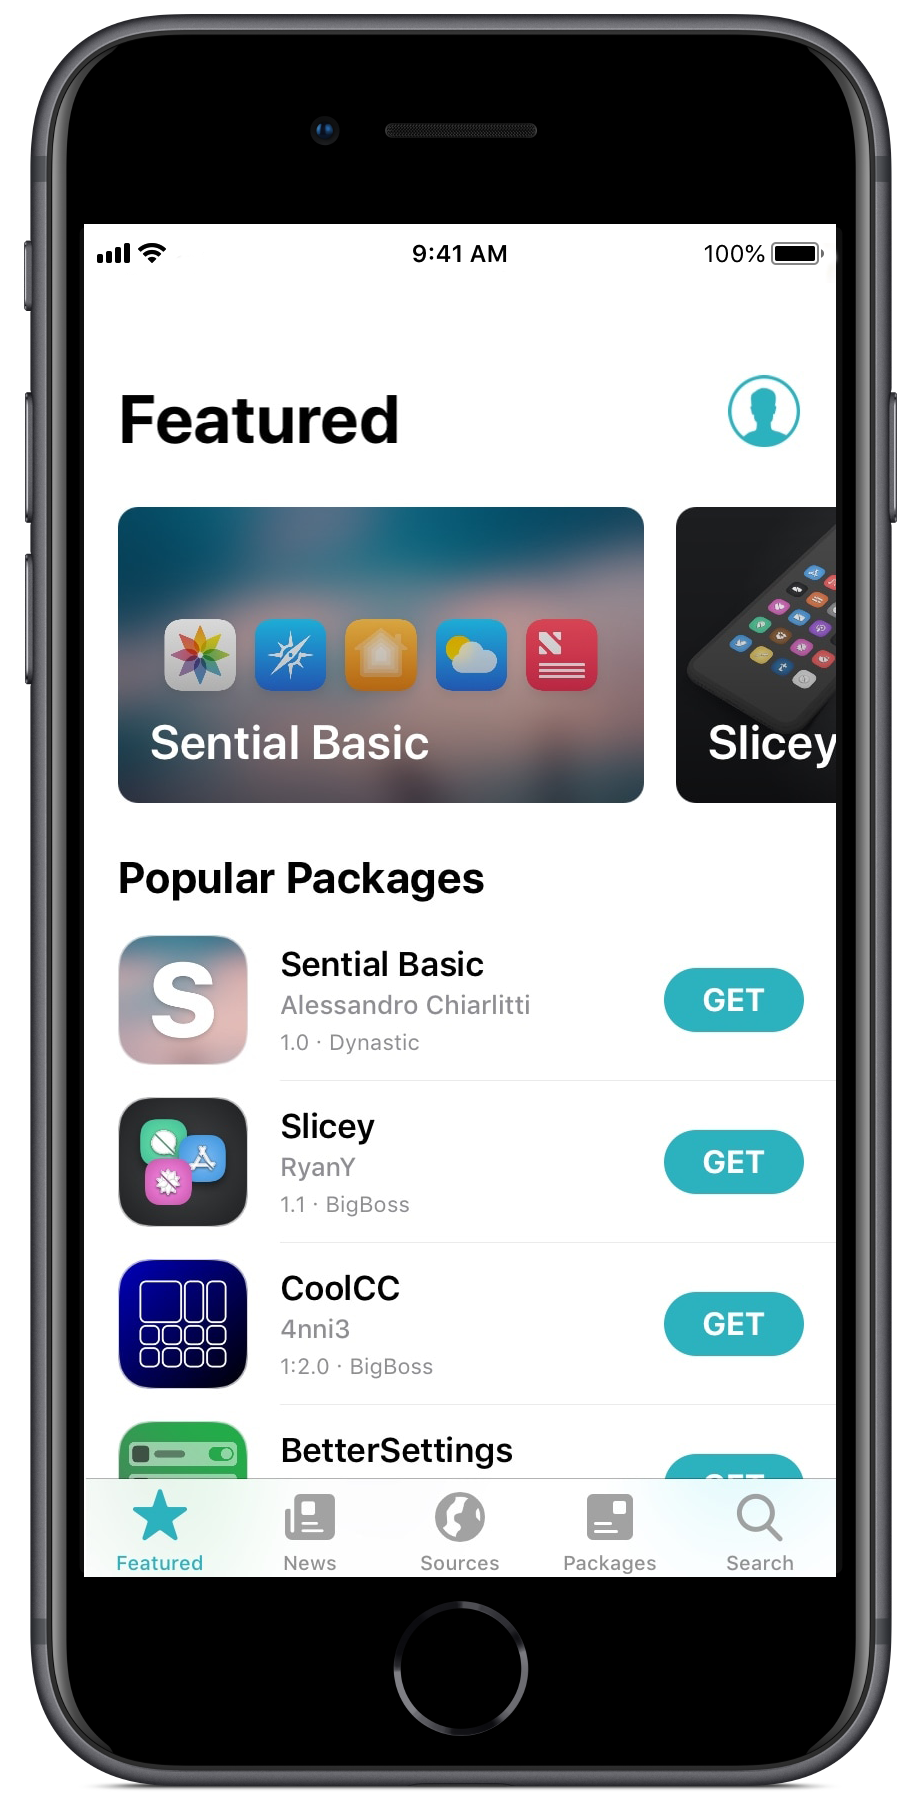 9:41 AM
100%
Featured
Sential Basic
Slicey
Popular Packages
S
Sential Basic
Alessandro Chiarlitti
1.0 · Dynastic
GET
Slicey
RyanY
1.1 · BigBoss
GET
CoolCC
4nni3
1:2.0 · BigBoss
GET
BetterSettings
GET
Featured
News
Sources
Packages
Search